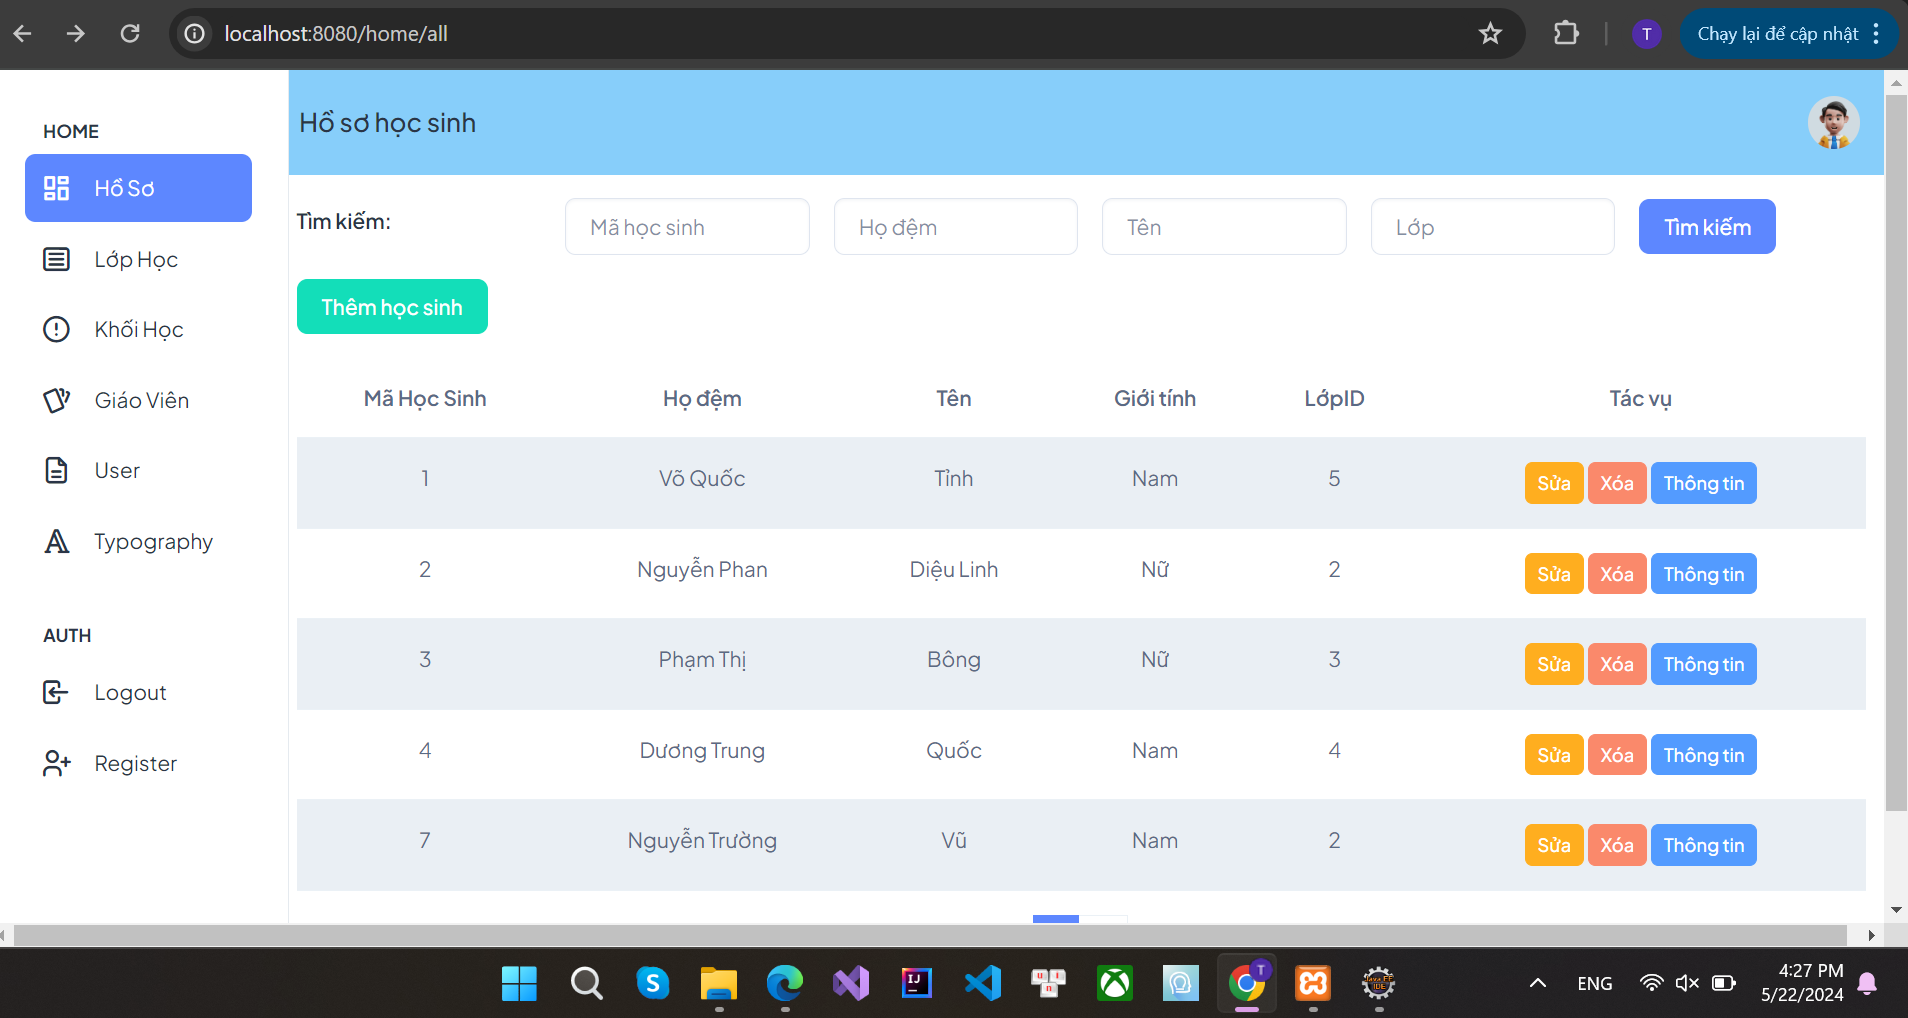 localhost:8080/home/all
T
Chạy lại để cập nhật
HOME
Hồ Sơ
Lớp Học
Khối Học
Giáo Viên
User
Typography
AUTH
Logout
Register
Hồ sơ học sinh
Tìm kiếm: Mã học sinh Họ đệm Tên Lớp Tìm kiếm
Thêm học sinh
Mã Học Sinh Họ đệm Tên Giới tính LớpID Tác vụ
1 Võ Quốc Tình Nam 5 Sửa Xóa Thông tin
2 Nguyễn Phan Diệu Linh Nữ 2 Sửa Xóa Thông tin
3 Phạm Thị Bông Nữ 3 Sửa Xóa Thông tin
4 Dương Trung Quốc Nam 4 Sửa Xóa Thông tin
7 Nguyễn Trường Vũ Nam 2 Sửa Xóa Thông tin
ENG
4:27 PM
5/22/2024